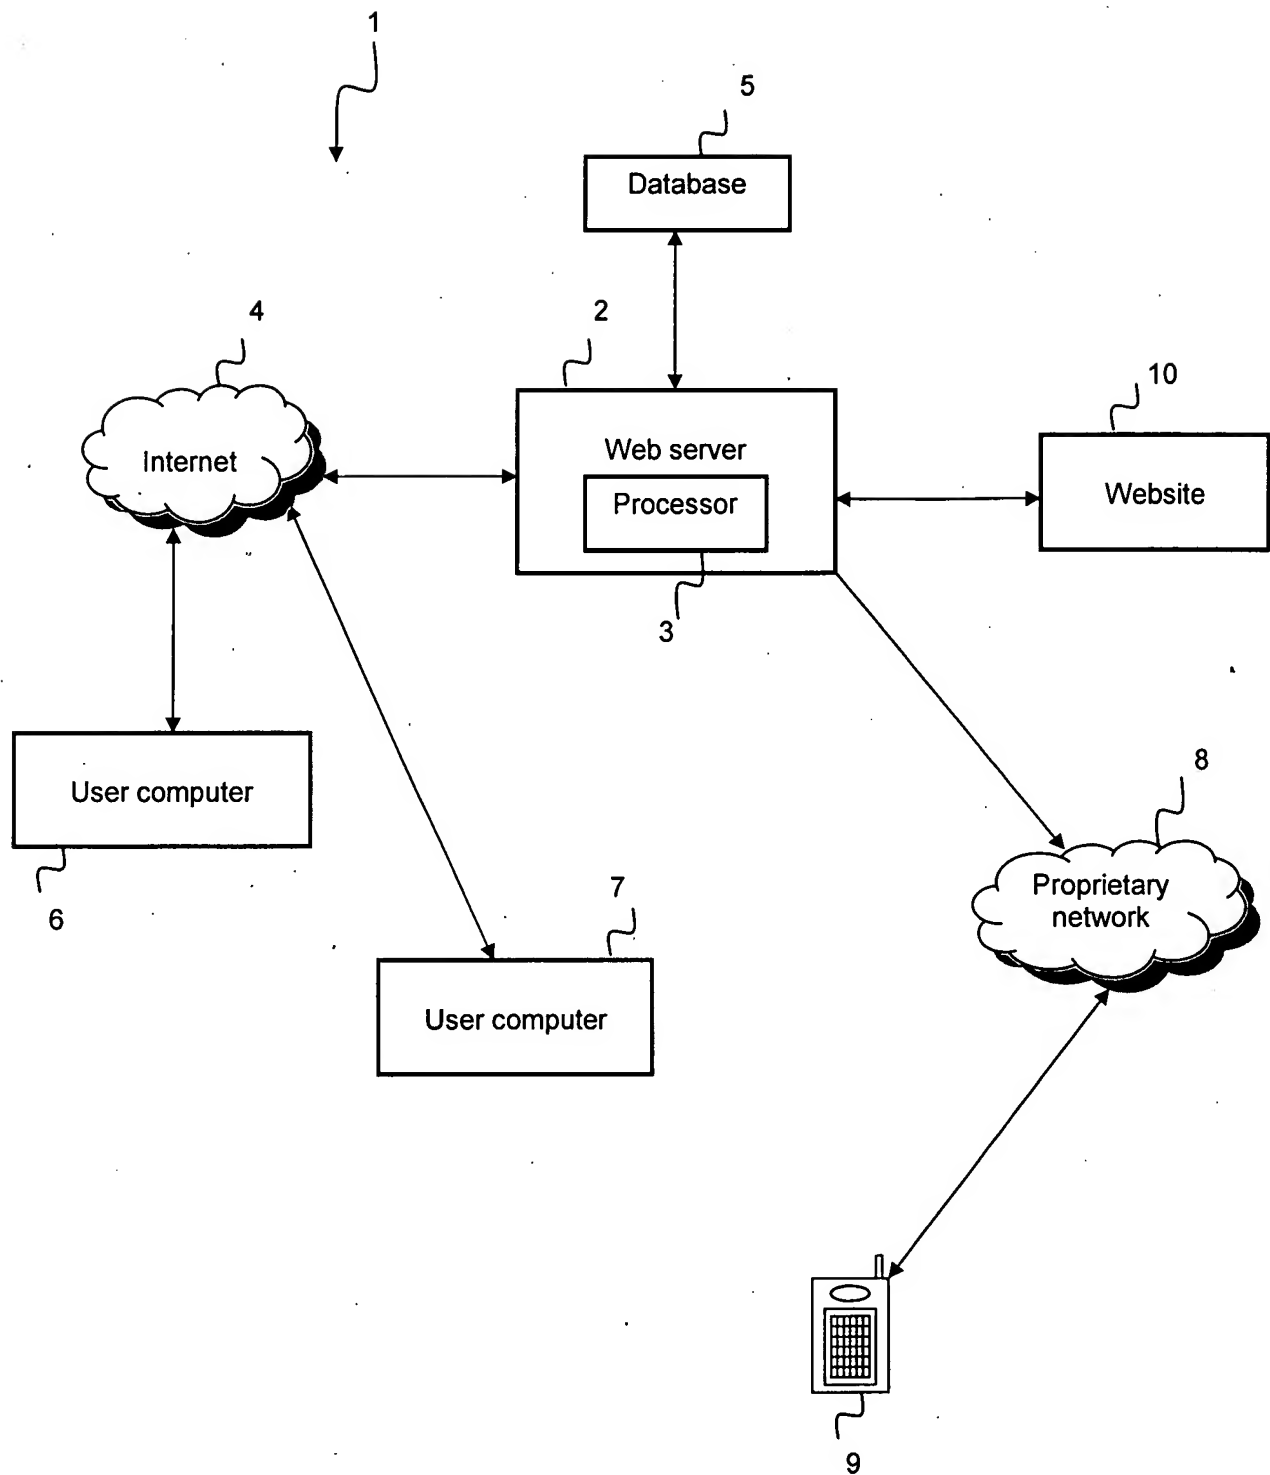 1
5
Database
4
2
10
Internet
Web server
Processor
Website
3
8
User computer
6
7
Proprietary
network
User computer
9